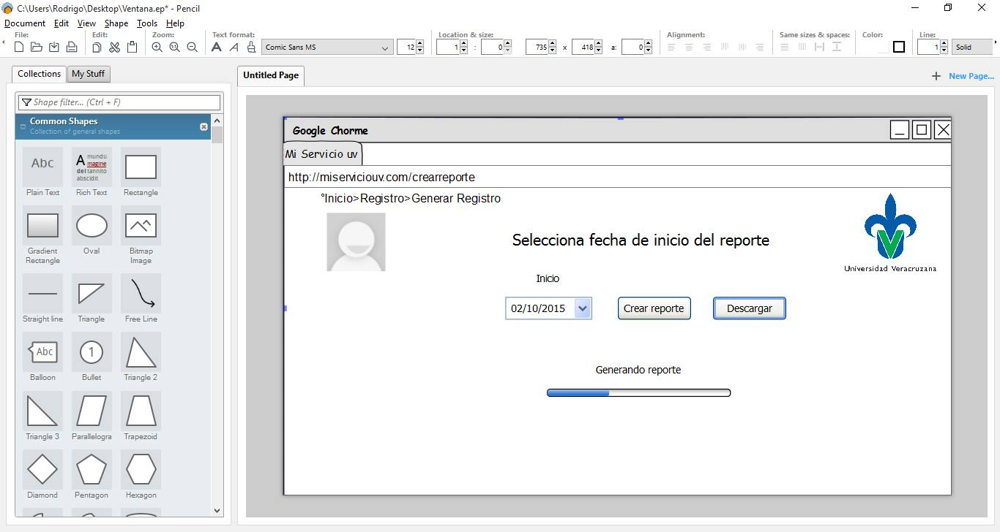 C:\Users\Rodrigo\Desktop\Ventana.ep* - Pencil
Document Edit View Shape Tools Help
File: Edit: Zoom: Text format: Location & size: Alignment: Same sizes & spaces: Color: Line:
Comic Sans MS 12 1 : 0 735 x 418 a: 0 1 Solid
Collections My Stuff
Untitled Page
New Page...
Shape filter... (Ctrl + F)
Common Shapes
Collection of general shapes
Abc
A mundu
magine
del tannito
abscidit
Plain Text Rich Text Rectangle
Gradient Rectangle
Oval
Bitmap Image
Straight line Triangle Free Line
Abc 1
Balloon Bullet Triangle 2
Triangle 3 Parallelogra Trapezoid
Diamond Pentagon Hexagon
Google Chorme
Mi Servicio uv
http://miserviciouv.com/crearreporte
°Inicio>Registro>Generar Registro
Selecciona fecha de inicio del reporte
Universidad Veracruzana
Inicio
02/10/2015 Crear reporte Descargar
Generando reporte